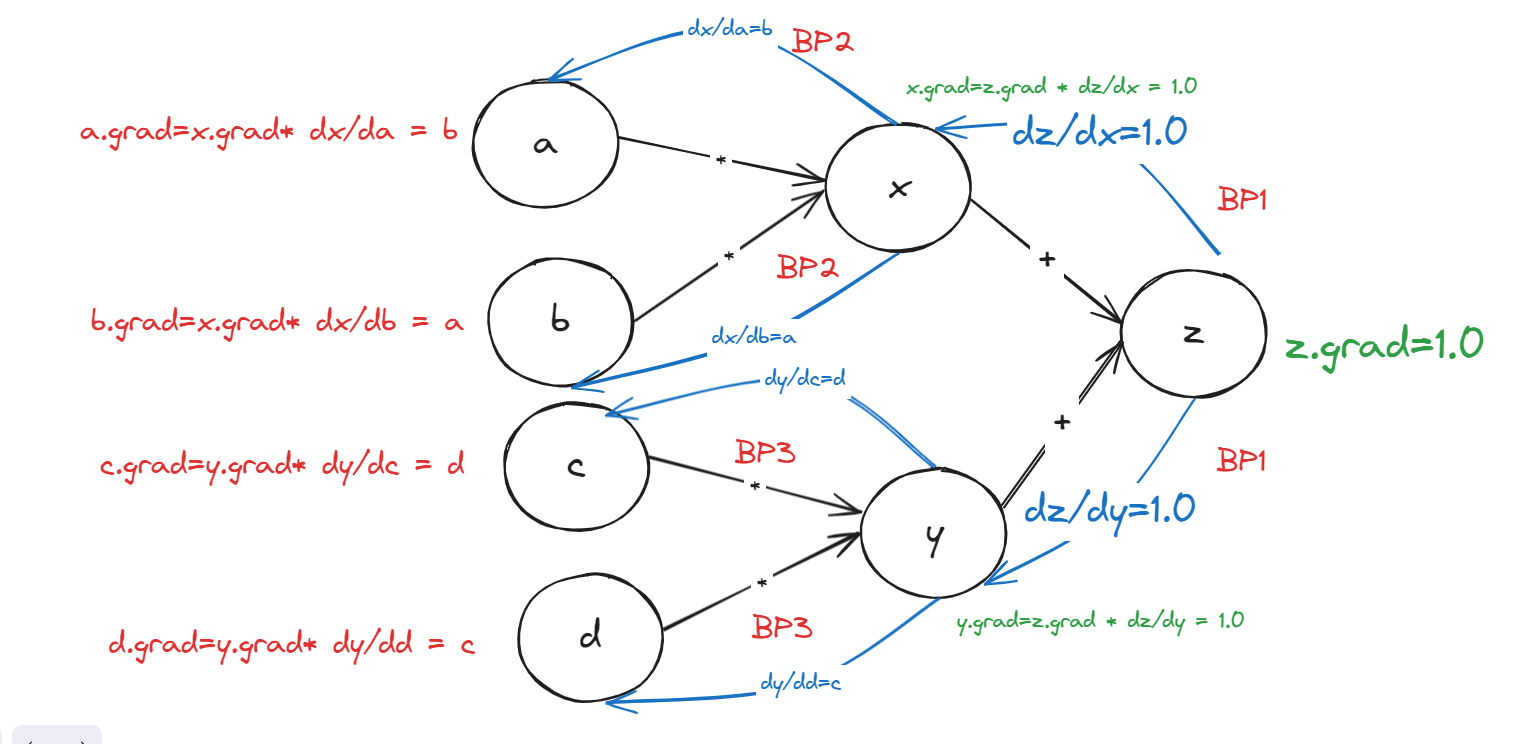 dx/da=b
BP2
x.grad=z.grad * dz/dx = 1.0
a.grad=x.grad* dx/da = b
a
*
dz/dx=1.0
x
BP1
b.grad=x.grad* dx/db = a
b
*
BP2
+
dx/db=a
z
z.grad=1.0
dy/dc=d
+
c.grad=y.grad* dy/dc = d
c
BP3
*
BP1
dz/dy=1.0
y
d.grad=y.grad* dy/dd = c
d
*
BP3
y.grad=z.grad * dz/dy = 1.0
dy/dd=c